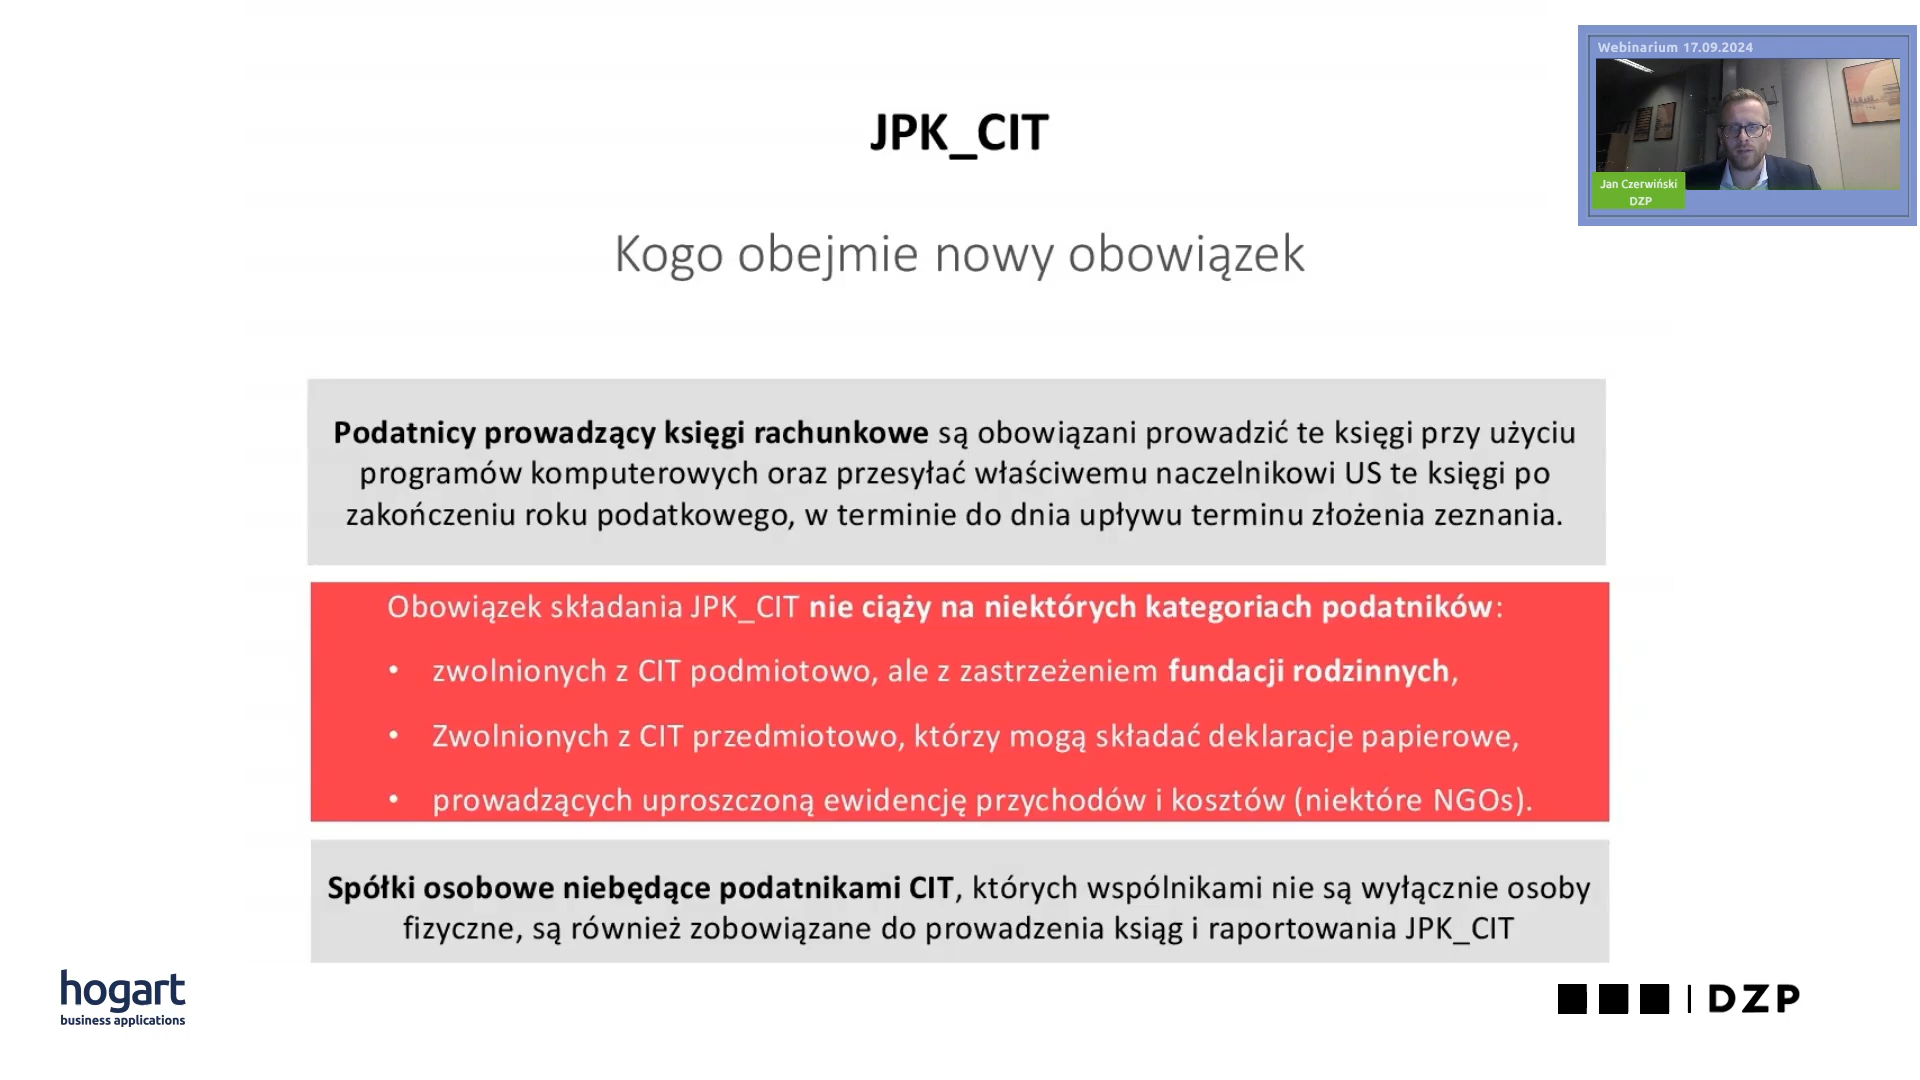 Webinarium 17.09.2024
Jan Czerwiński
DZP
JPK_CIT
Kogo obejmie nowy obowiązek
Podatnicy prowadzący księgi rachunkowe są obowiązani prowadzić te księgi przy użyciu
programów komputerowych oraz przesyłać właściwemu naczelnikowi US te księgi po
zakończeniu roku podatkowego, w terminie do dnia upływu terminu złożenia zeznania.
Obowiązek składania JPK_CIT nie ciąży na niektórych kategoriach podatników:
• zwolnionych z CIT podmiotowo, ale z zastrzeżeniem fundacji rodzinnych,
• Zwolnionych z CIT przedmiotowo, którzy mogą składać deklaracje papierowe,
• prowadzących uproszczoną ewidencję przychodów i kosztów (niektóre NGOs).
Spółki osobowe niebędące podatnikami CIT, których wspólnikami nie są wyłącznie osoby
fizyczne, są również zobowiązane do prowadzenia ksiąg i raportowania JPK_CIT
hogart
business applications
DZP